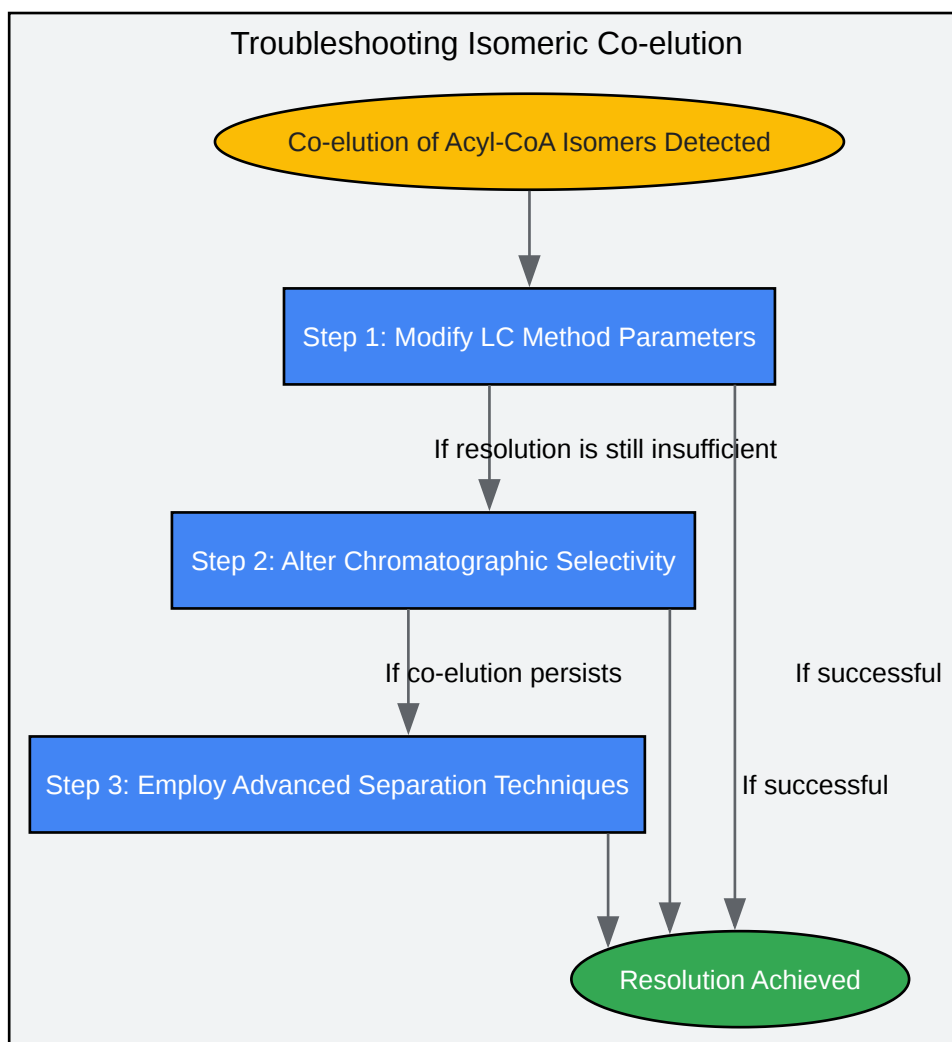 Troubleshooting Isomeric Co-elution
Co-elution of Acyl-CoA Isomers Detected
Step 1: Modify LC Method Parameters
If resolution is still insufficient
Step 2: Alter Chromatographic Selectivity
If co-elution persists
If successful
Step 3: Employ Advanced Separation Techniques
If successful
Resolution Achieved